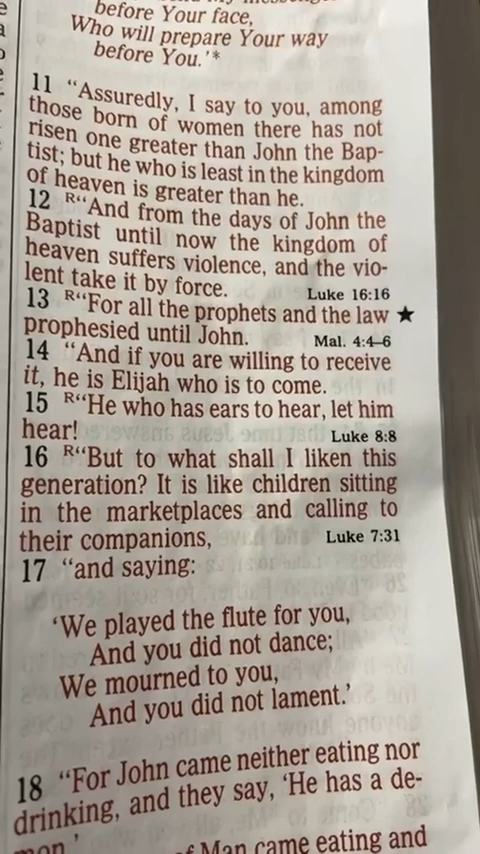 before Your face,
Who will prepare Your way
before You.'*
11 “Assuredly, I say to you, among
those born of women there has not
risen one greater than John the Bap-
tist; but he who is least in the kingdom
of heaven is greater than he.
12 R“And from the days of John the
Baptist until now the kingdom of
heaven suffers violence, and the vio-
lent take it by force. Luke 16:16
13 R“For all the prophets and the law ★
prophesied until John. Mal. 4:4–6
14 “And if you are willing to receive
it, he is Elijah who is to come.
15 R“He who has ears to hear, let him
hear! Luke 8:8
16 R“But to what shall I liken this
generation? It is like children sitting
in the marketplaces and calling to
their companions, Luke 7:31
17 “and saying:
‘We played the flute for you,
And you did not dance;
We mourned to you,
And you did not lament.’
18 “For John came neither eating nor
drinking, and they say, ‘He has a de-
mon.’
of Man came eating and